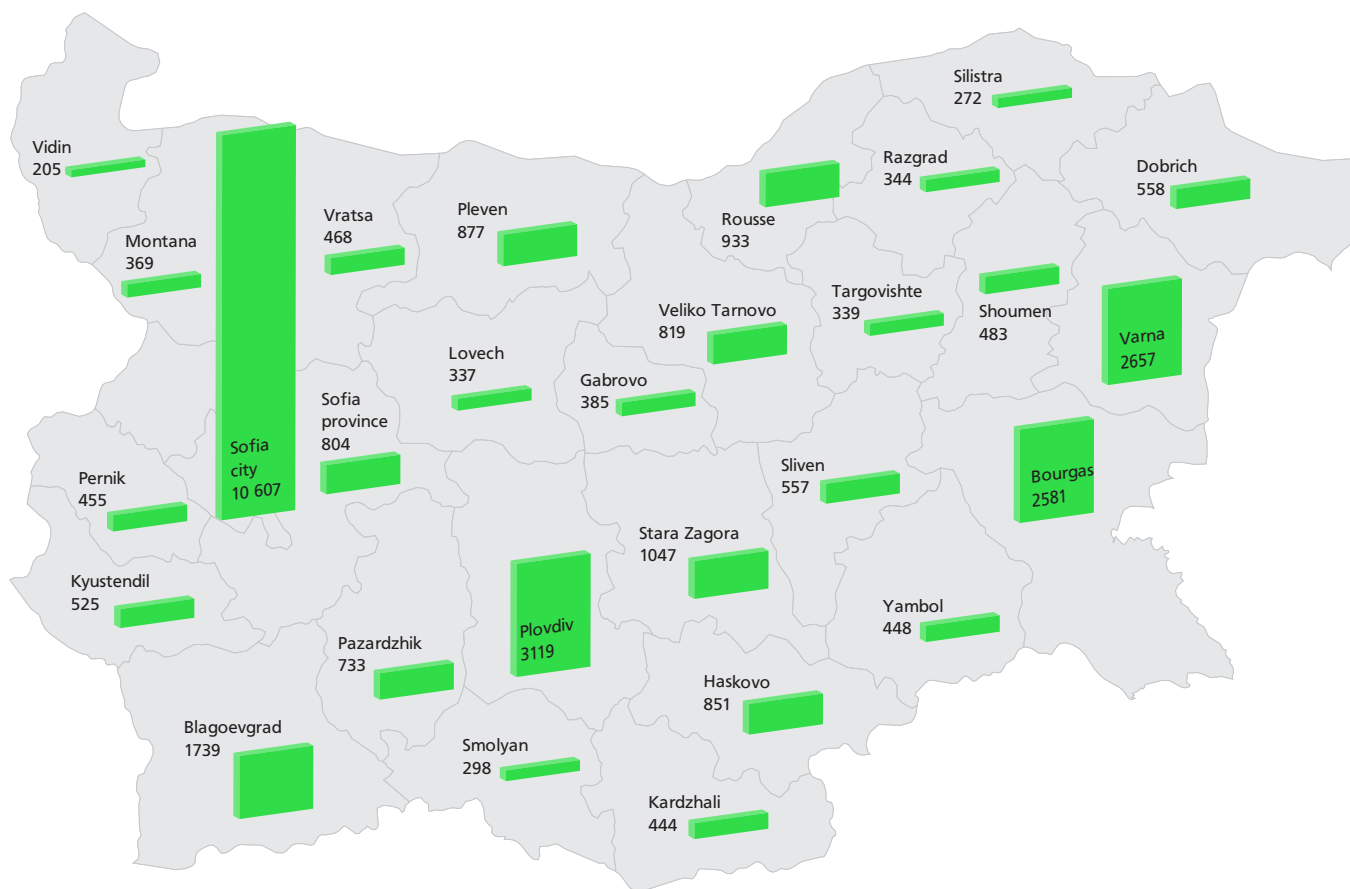 Silistra
272
Vidin
205
Razgrad
344
Dobrich
558
Vratsa
468
Pleven
877
Rousse
933
Montana
369
Targovishte
339
Shoumen
483
Veliko Tarnovo
819
Varna
2657
Lovech
337
Gabrovo
385
Sofia
province
804
Sofia
city
10 607
Sliven
557
Bourgas
2581
Pernik
455
Stara Zagora
1047
Kyustendil
525
Yambol
448
Plovdiv
3119
Pazardzhik
733
Haskovo
851
Blagoevgrad
1739
Smolyan
298
Kardzhali
444